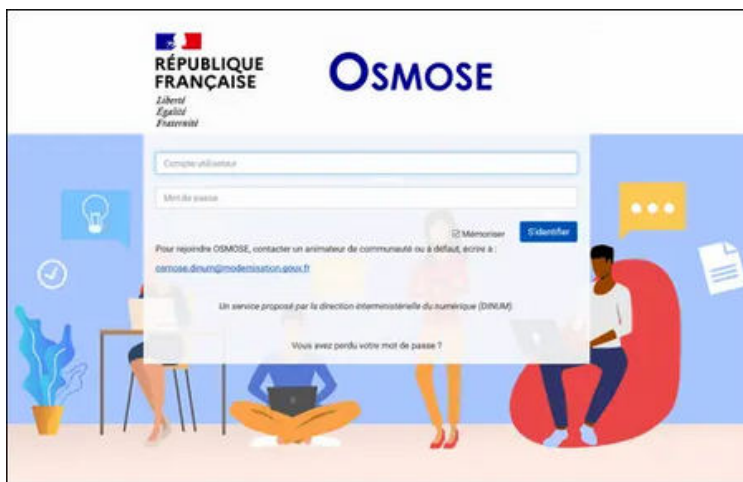 RÉPUBLIQUE
FRANÇAISE
Liberté
Égalité
Fraternité
OSMOSE
Compte utilisateur
Mot de passe
Mémoriser
S'identifier
Pour rejoindre OSMOSE, contacter un animateur de communauté ou à défaut, écrire à :
osmose.dinum@modernisation.gouv.fr
Un service proposé par la direction interministérielle du numérique (DINUM)
Vous avez perdu votre mot de passe ?